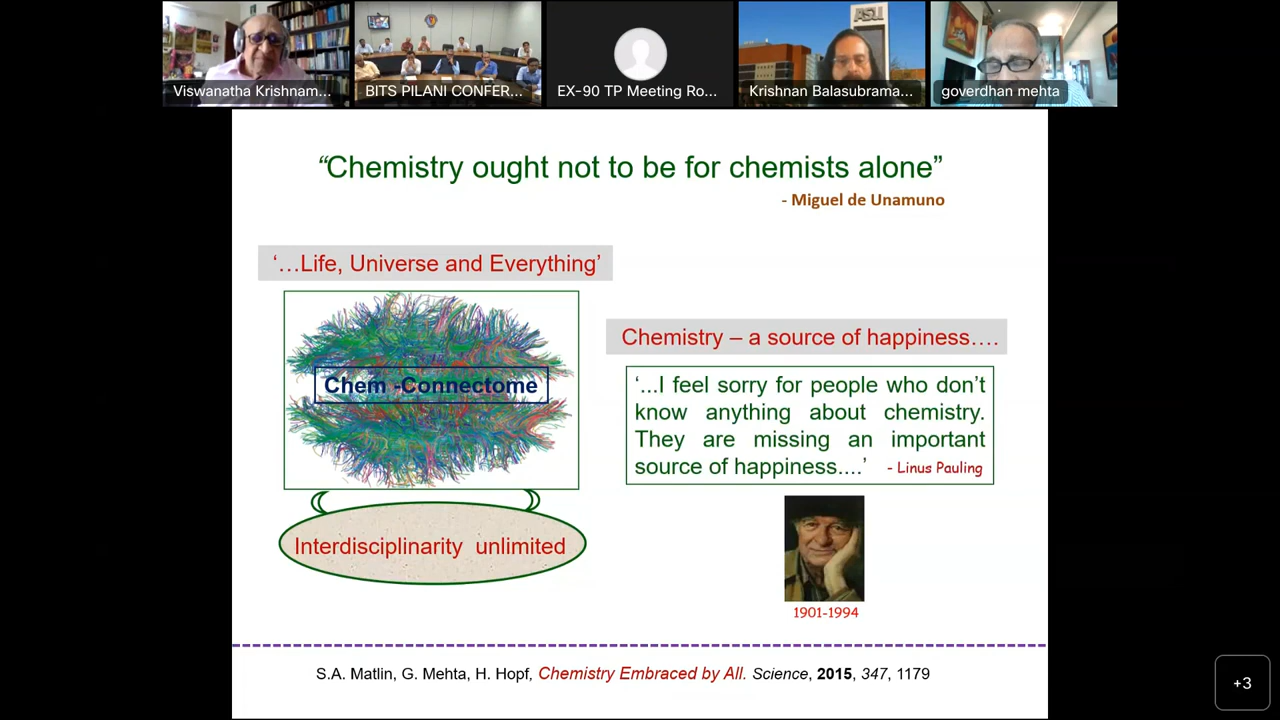 ASU
Viswanatha Krishnam...
BITS PILANI CONFER...
EX-90 TP Meeting Ro...
Krishnan Balasubrama...
goverdhan mehta
“Chemistry ought not to be for chemists alone”
- Miguel de Unamuno
‘…Life, Universe and Everything’
Chem -Connectome
Interdisciplinarity unlimited
Chemistry – a source of happiness….
‘...I feel sorry for people who don’t
know anything about chemistry.
They are missing an important
source of happiness....’ - Linus Pauling
1901-1994
S.A. Matlin, G. Mehta, H. Hopf, Chemistry Embraced by All. Science, 2015, 347, 1179
+3